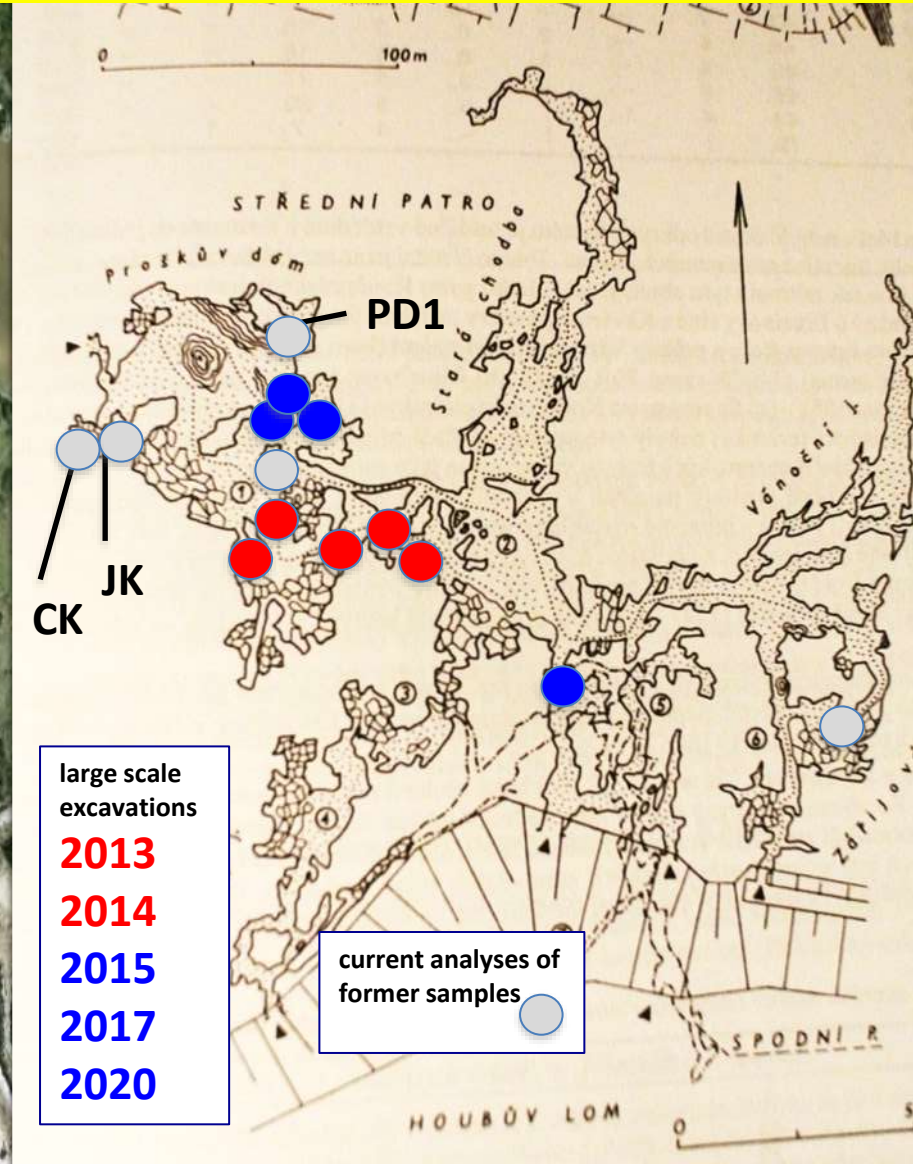 0 100m
STŘEDNÍ PATRO
Proškův dóm
Stará chodba
PD1
Vánoční
①
②
CK
JK
③
⑤
④
⑥
large scale
excavations
2013
2014
2015
2017
2020
current analyses of
former samples
SPODNÍ P.
HOUBŮV LOM
0